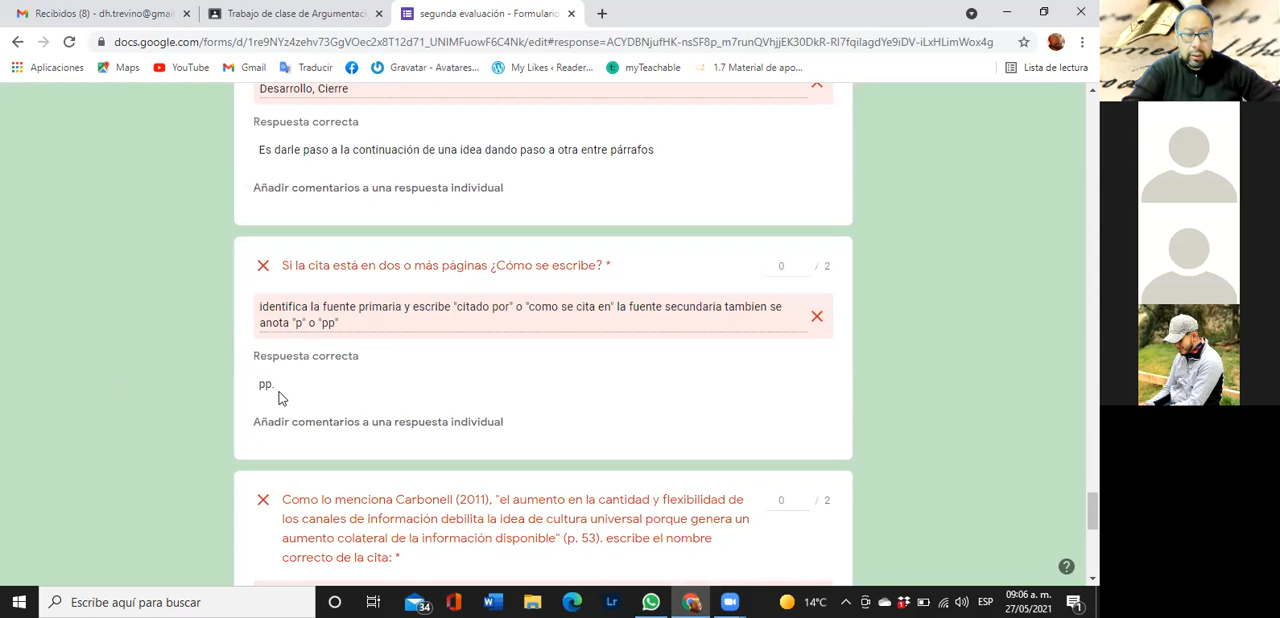 Recibidos (8) - dh.trevino@gmai
Trabajo de clase de Argumentaci
segunda evaluación - Formulario
docs.google.com/forms/d/1re9NYz4zehv73GgVOec2x8T12d71_UNIMFuowFcY4Nk/edit#response=ACYDBNjufHK-nsSF8p_m7runQVhjjEK30DkR-RI7fqiIagdYe9iDV-iLxHLimWox4g
Aplicaciones
Maps
YouTube
Gmail
Traducir
Gravatar - Avatares...
My Likes ‹ Reader...
myTeachable
1.7 Material de apo...
Lista de lectura
Desarrollo, Cierre
Respuesta correcta
Es darle paso a la continuación de una idea dando paso a otra entre párrafos
Añadir comentarios a una respuesta individual
Si la cita está en dos o más páginas ¿Cómo se escribe? *
0 / 2
identifica la fuente primaria y escribe "citado por" o "como se cita en" la fuente secundaria tambien se
anota "p" o "pp"
Respuesta correcta
pp.
Añadir comentarios a una respuesta individual
Como lo menciona Carbonell (2011), "el aumento en la cantidad y flexibilidad de
0 / 2
los canales de información debilita la idea de cultura universal porque genera un
aumento colateral de la información disponible" (p. 53). escribe el nombre
correcto de la cita: *
Escribe aquí para buscar
34
W
Lr
14°C
ESP
09:06 a. m.
27/05/2021
1